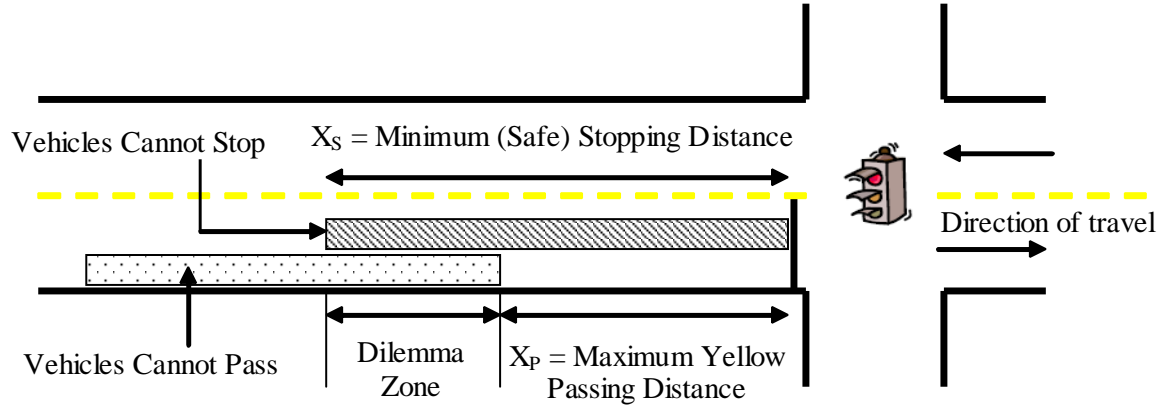 Vehicles Cannot Stop
X_S = Minimum (Safe) Stopping Distance
Direction of travel
Vehicles Cannot Pass
Dilemma
Zone
X_P = Maximum Yellow
Passing Distance